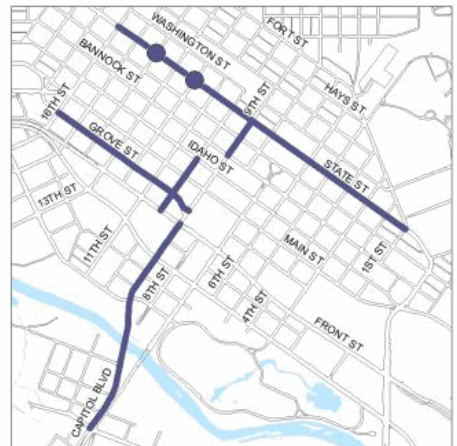 WASHINGTON ST
FORT ST
BANNOCK ST
HAYS ST
16TH ST
9TH ST
GROVE ST
IDAHO ST
STATE ST
13TH ST
11TH ST
8TH ST
6TH ST
MAIN ST
1ST ST
4TH ST
FRONT ST
CAPITOL BLVD